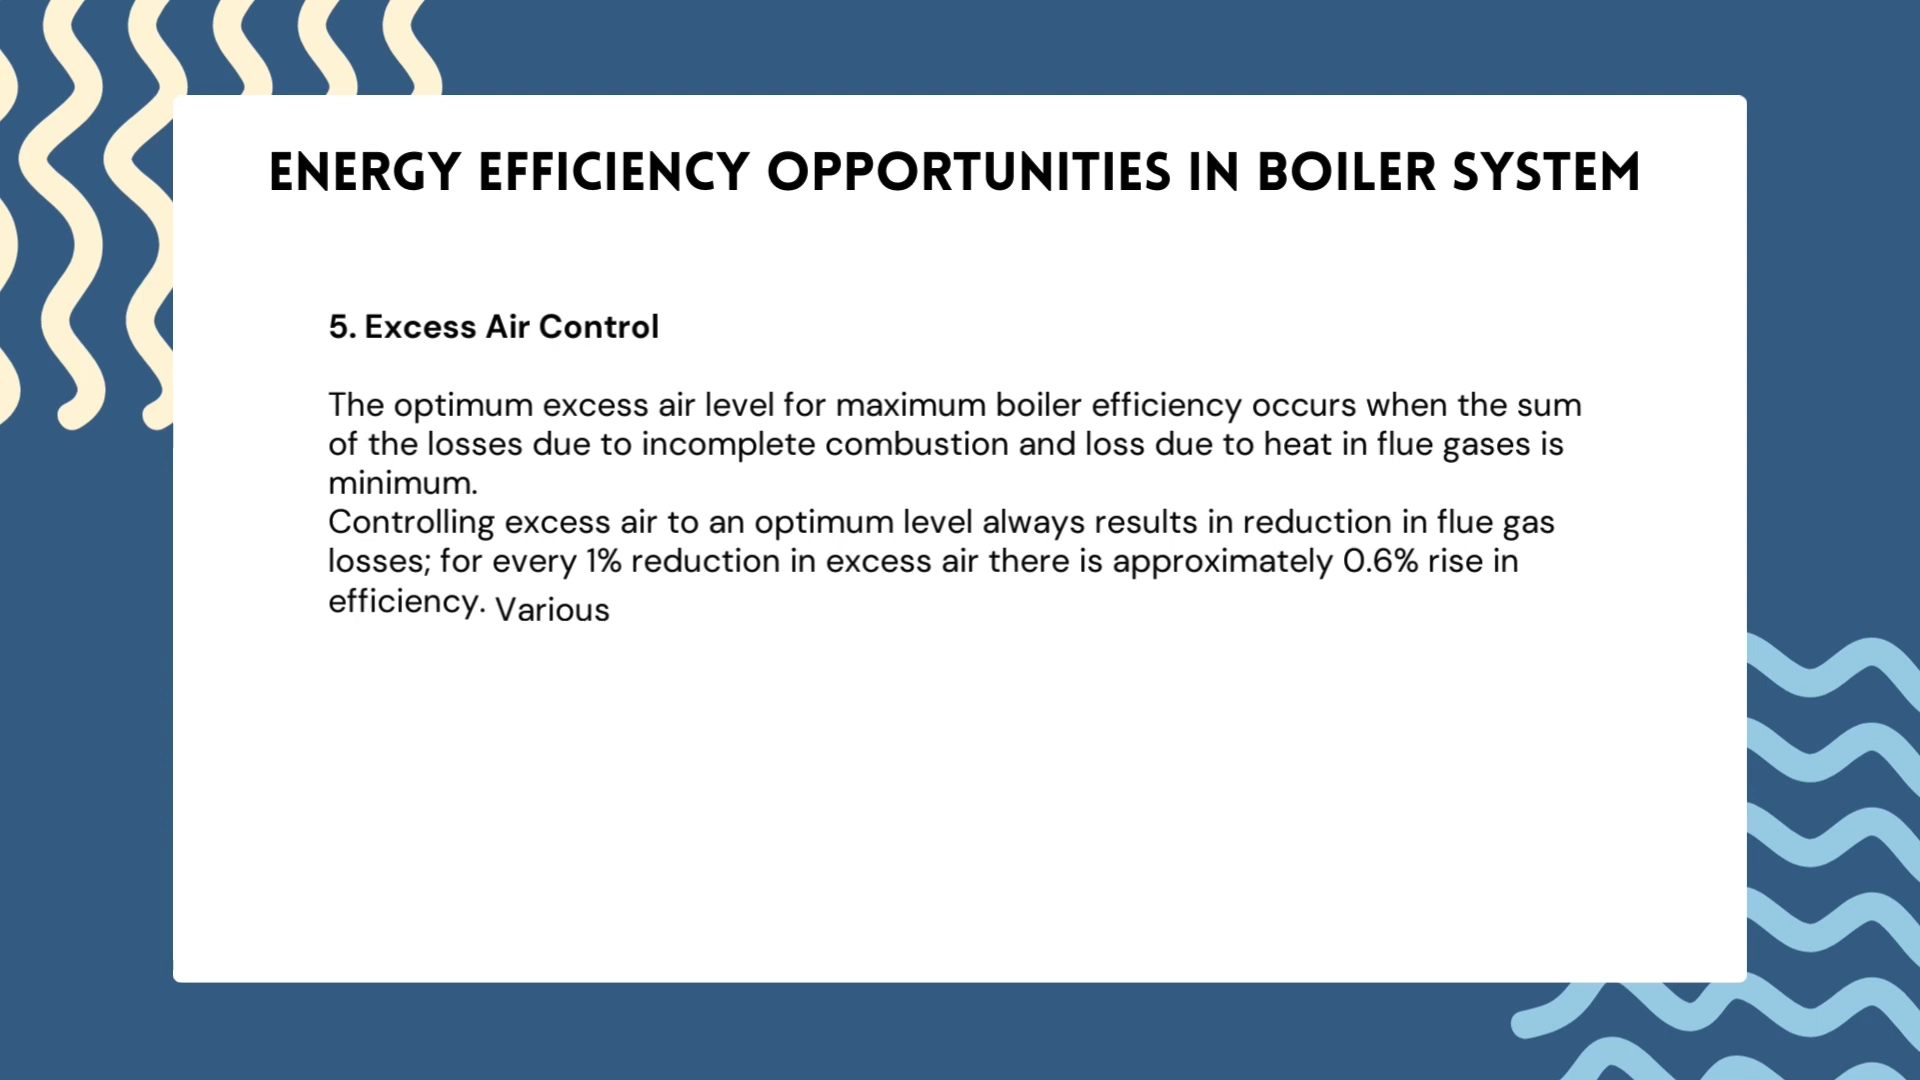 ENERGY EFFICIENCY OPPORTUNITIES IN BOILER SYSTEM
5. Excess Air Control
The optimum excess air level for maximum boiler efficiency occurs when the sum
of the losses due to incomplete combustion and loss due to heat in flue gases is
minimum.
Controlling excess air to an optimum level always results in reduction in flue gas
losses; for every 1% reduction in excess air there is approximately 0.6% rise in
efficiency. Various